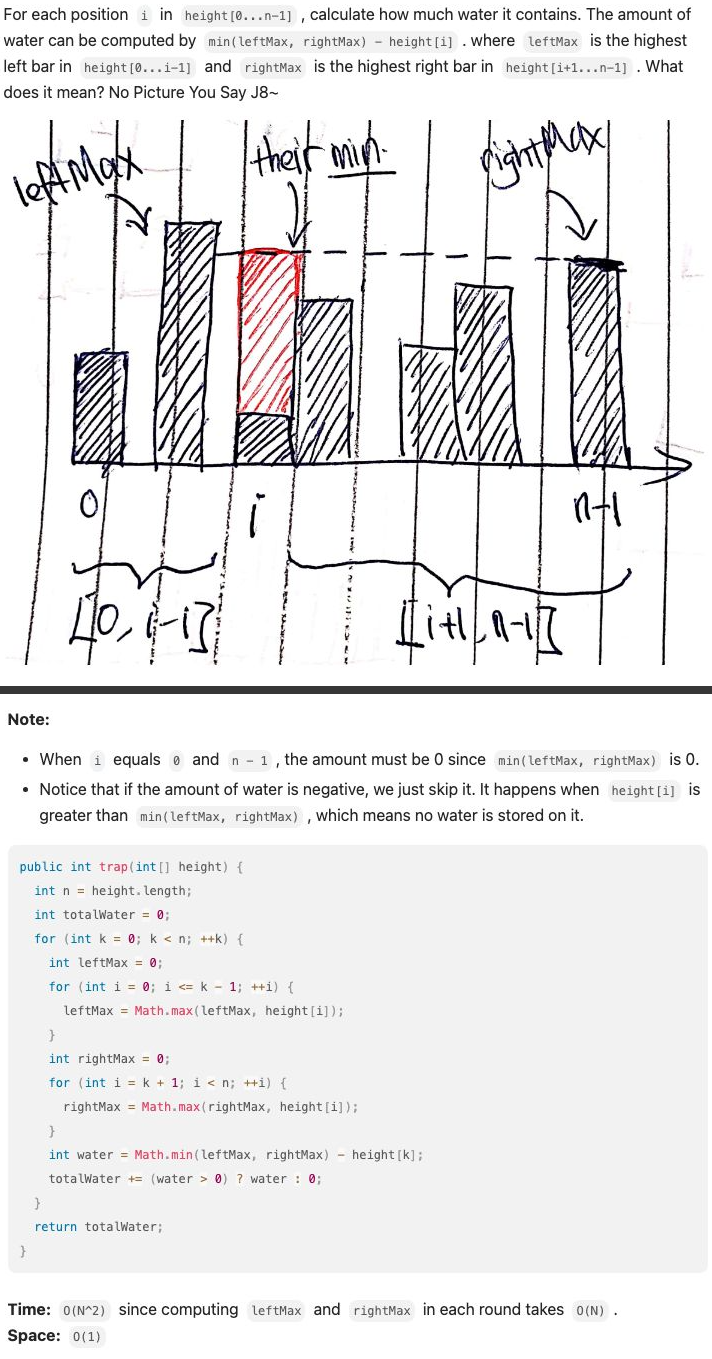 For each position i in height[0...n-1] , calculate how much water it contains. The amount of
water can be computed by min(leftMax, rightMax) - height[i] . where leftMax is the highest
left bar in height[0...i-1] and rightMax is the highest right bar in height[i+1...n-1] . What
does it mean? No Picture You Say J8~
leftMax
their min.
rightMax
0
i
n-1
[0, i-1]
[i+1, n-1]
Note:
• When i equals 0 and n - 1 , the amount must be 0 since min(leftMax, rightMax) is 0.
• Notice that if the amount of water is negative, we just skip it. It happens when height[i] is
greater than min(leftMax, rightMax) , which means no water is stored on it.
public int trap(int[] height) {
  int n = height.length;
  int totalWater = 0;
  for (int k = 0; k < n; ++k) {
    int leftMax = 0;
    for (int i = 0; i <= k - 1; ++i) {
      leftMax = Math.max(leftMax, height[i]);
    }
    int rightMax = 0;
    for (int i = k + 1; i < n; ++i) {
      rightMax = Math.max(rightMax, height[i]);
    }
    int water = Math.min(leftMax, rightMax) - height[k];
    totalWater += (water > 0) ? water : 0;
  }
  return totalWater;
}
Time: O(N^2) since computing leftMax and rightMax in each round takes O(N) .
Space: O(1)